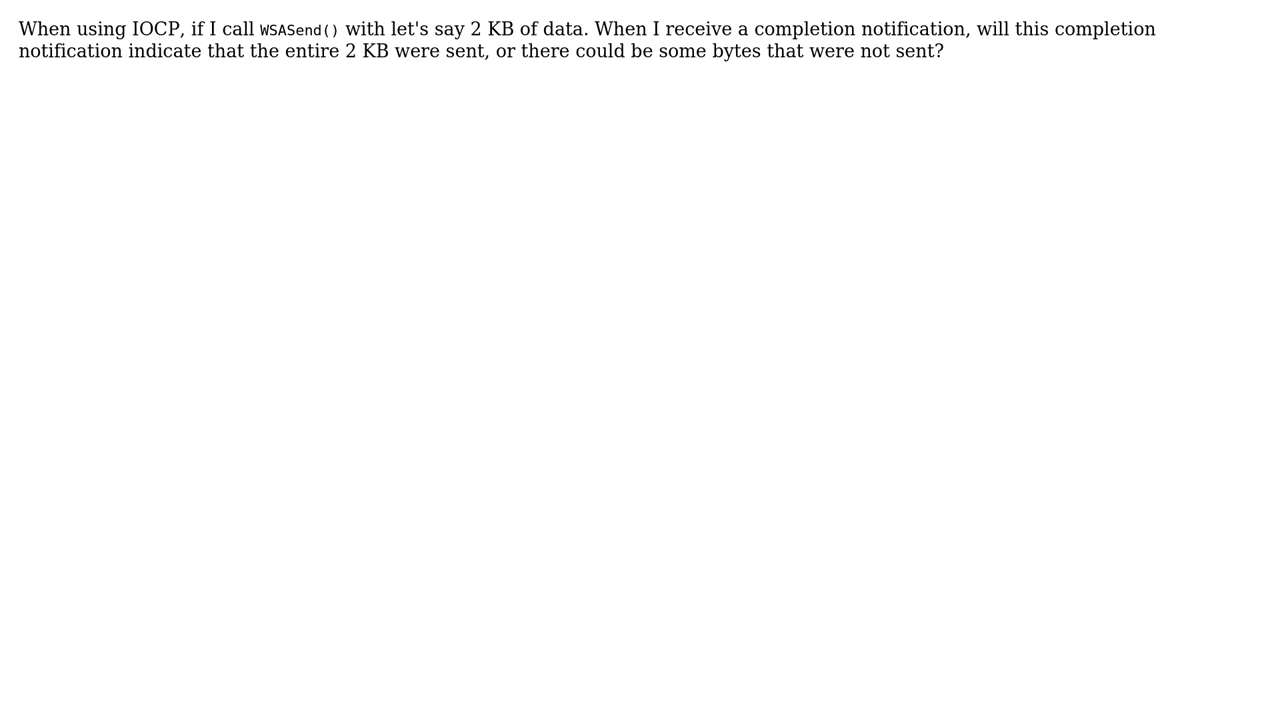 When using IOCP, if I call WSASend() with let's say 2 KB of data. When I receive a completion notification, will this completion
notification indicate that the entire 2 KB were sent, or there could be some bytes that were not sent?